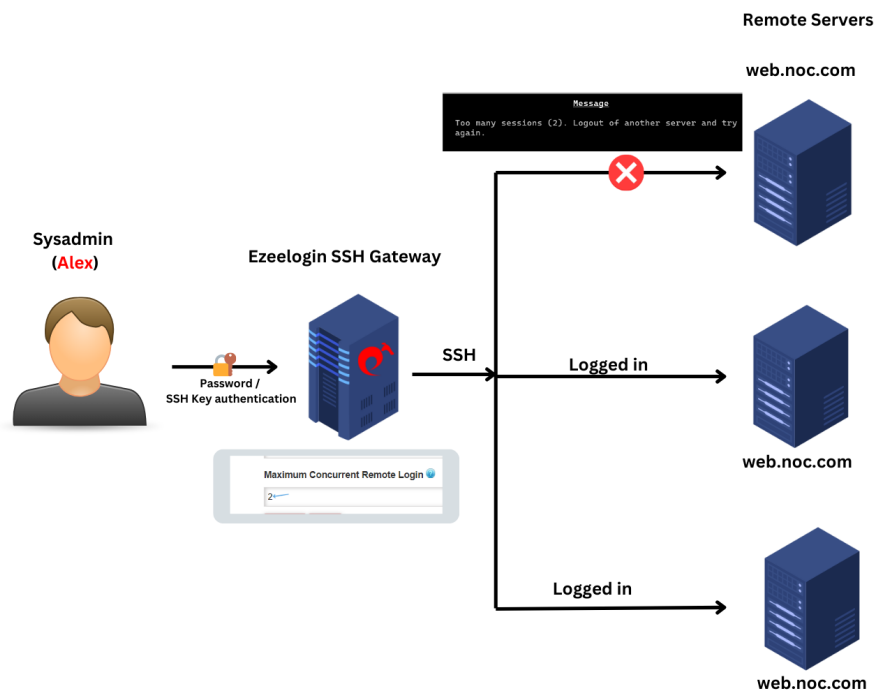 Remote Servers
web.noc.com
Message
Too many sessions (2). Logout of another server and try
again.
Sysadmin
(Alex)
Ezeelogin SSH Gateway
SSH
Password /
SSH Key authentication
Logged in
web.noc.com
Maximum Concurrent Remote Login
2
Logged in
web.noc.com